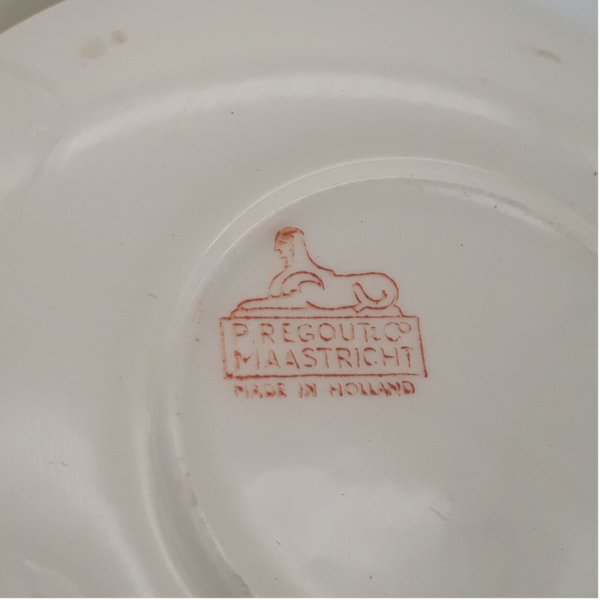 P. REGOUT & Cº
MAASTRICHT
MADE IN HOLLAND